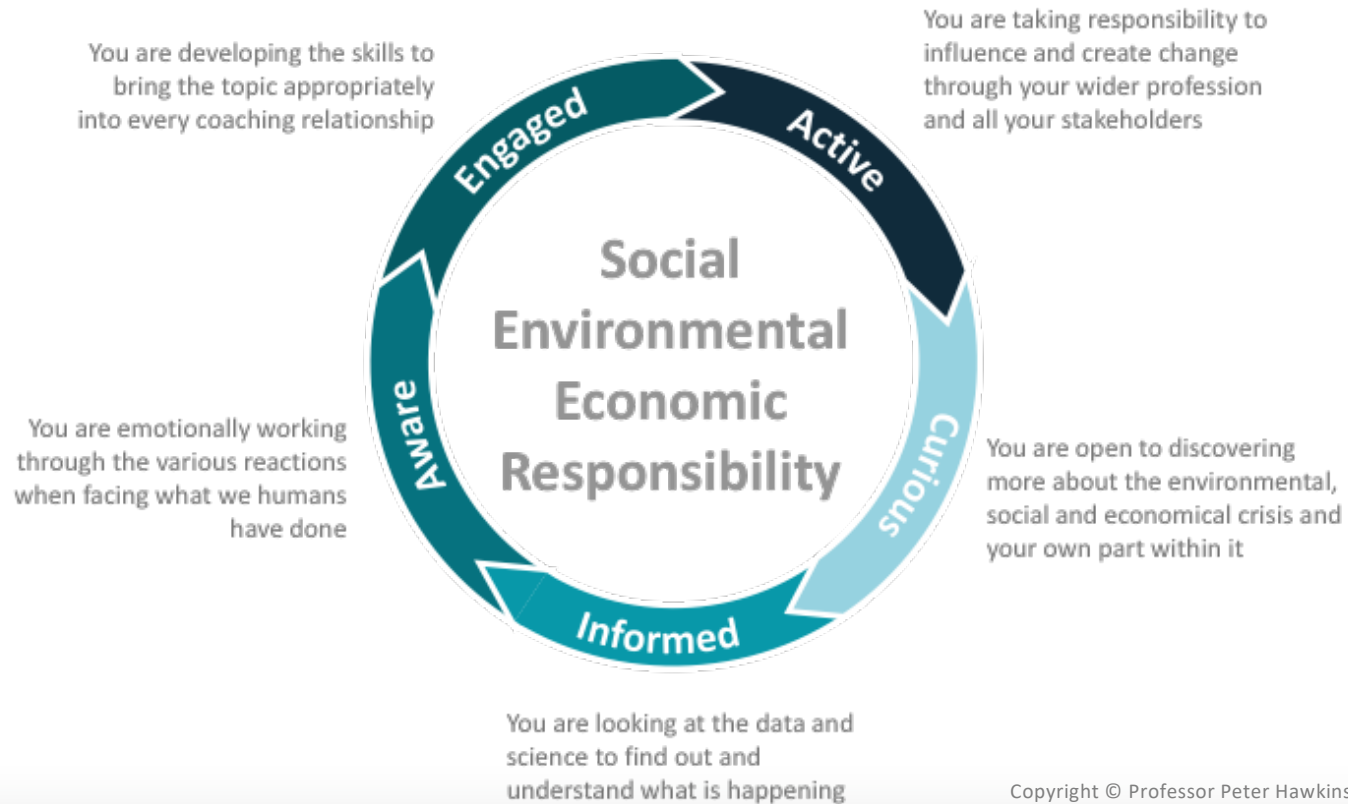 You are developing the skills to
bring the topic appropriately
into every coaching relationship
You are taking responsibility to
influence and create change
through your wider profession
and all your stakeholders
Engaged
Active
Social
Environmental
Economic
Responsibility
Aware
Curious
You are emotionally working
through the various reactions
when facing what we humans
have done
You are open to discovering
more about the environmental,
social and economical crisis and
your own part within it
Informed
You are looking at the data and
science to find out and
understand what is happening
Copyright © Professor Peter Hawkins